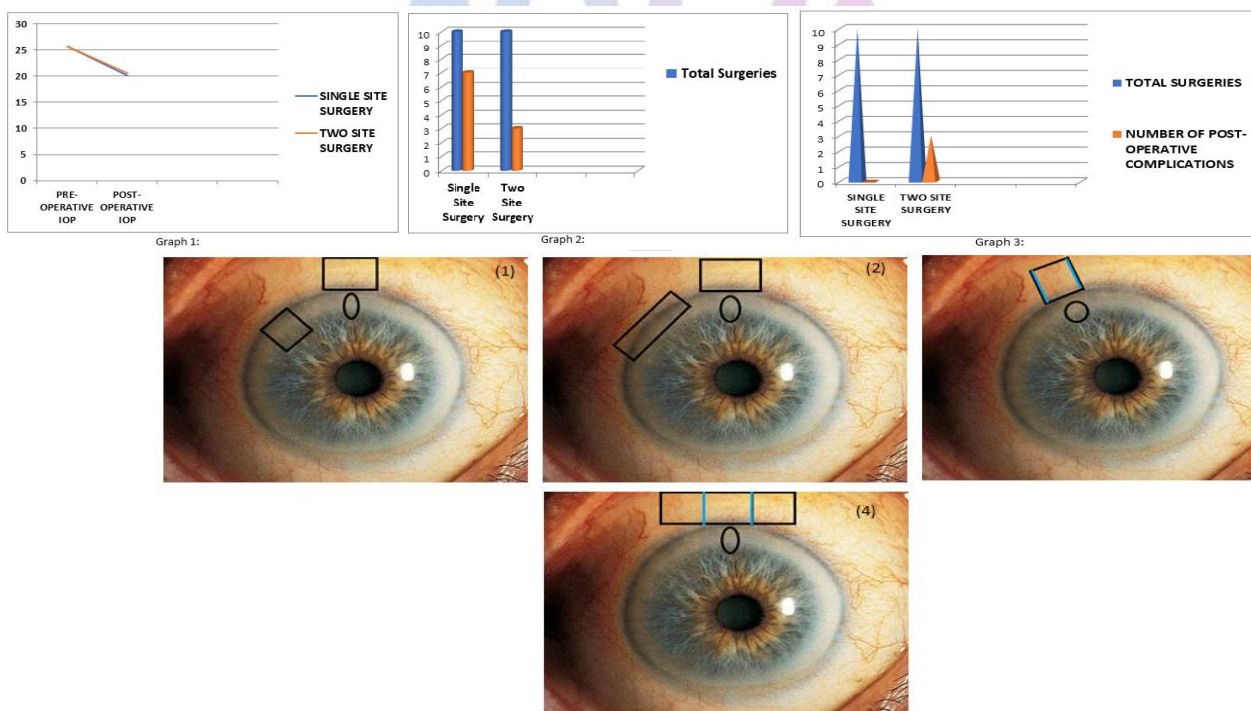 30
25
20
15
10
5
0
PRE-
OPERATIVE
IOP
POST-
OPERATIVE
IOP
SINGLE SITE
SURGERY
TWO SITE
SURGERY
Graph 1:
10
9
8
7
6
5
4
3
2
1
0
Single
Site
Surgery
Two
Site
Surgery
Total Surgeries
Graph 2:
10
9
8
7
6
5
4
3
2
1
0
SINGLE
SITE
SURGERY
TWO SITE
SURGERY
TOTAL SURGERIES
NUMBER OF POST-
OPERATIVE
COMPLICATIONS
Graph 3:
(1)
(2)
(4)